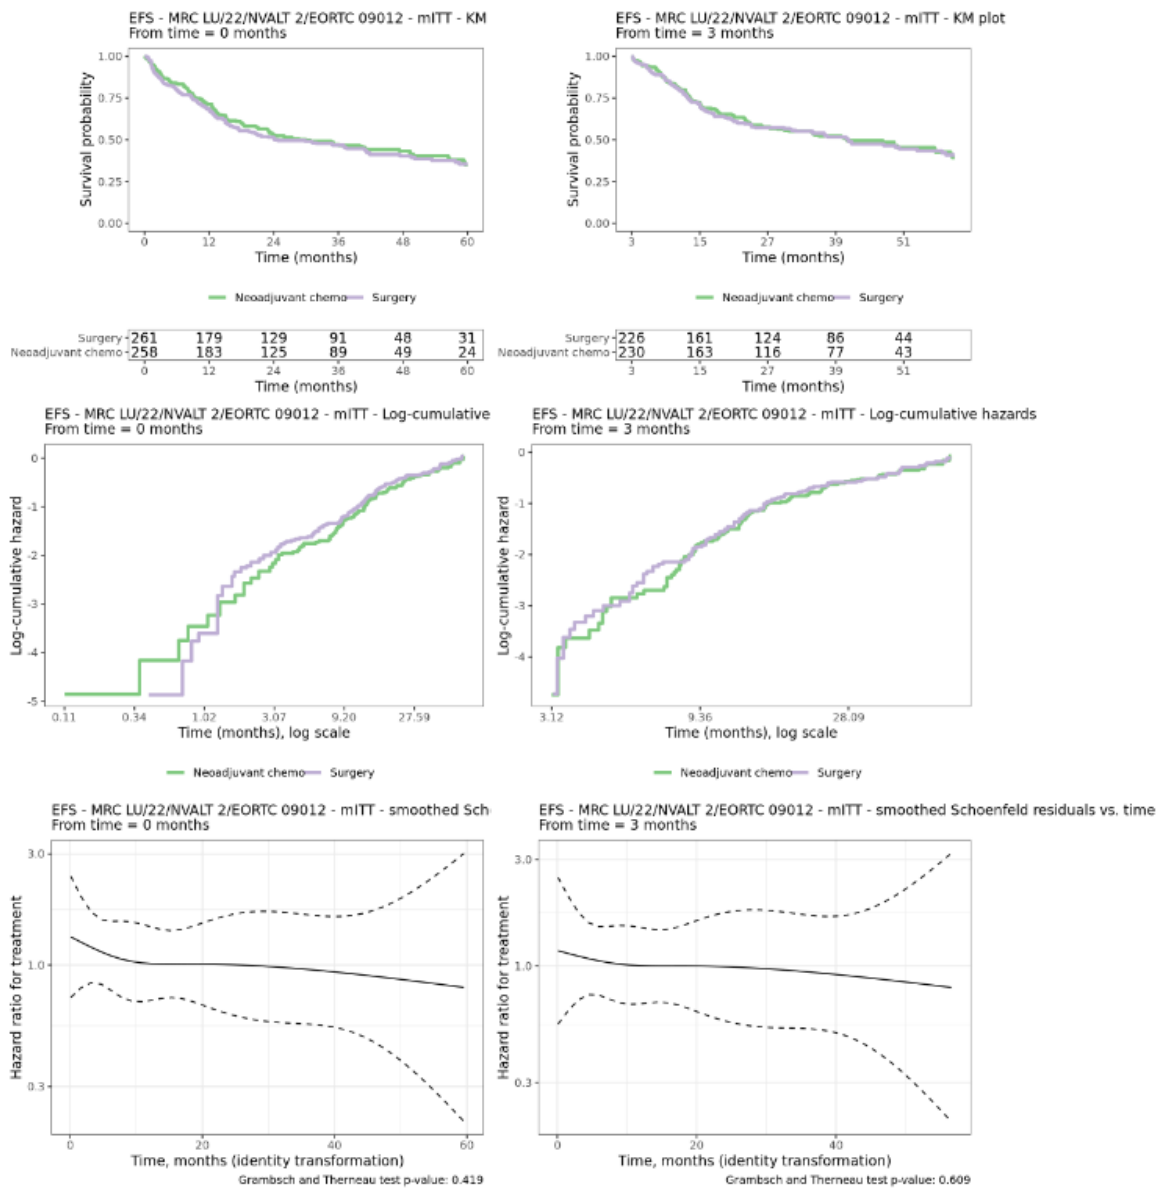 EFS - MRC LU/22/NVALT 2/EORTC 09012 - mITT - KM
From time = 0 months
1.00
0.75
0.50
0.25
0.00
Survival probability
0 12 24 36 48 60
Time (months)
Neoadjuvant chemo Surgery
Surgery 261 179 129 91 48 31
Neoadjuvant chemo 258 183 125 89 49 24
0 12 24 36 48 60
Time (months)
EFS - MRC LU/22/NVALT 2/EORTC 09012 - mITT - KM plot
From time = 3 months
1.00
0.75
0.50
0.25
0.00
Survival probability
3 15 27 39 51
Time (months)
Neoadjuvant chemo Surgery
Surgery 226 161 124 86 44
Neoadjuvant chemo 230 163 116 77 43
3 15 27 39 51
Time (months)
EFS - MRC LU/22/NVALT 2/EORTC 09012 - mITT - Log-cumulative
From time = 0 months
0
-1
-2
-3
-4
-5
Log-cumulative hazard
0.11 0.34 1.02 3.07 9.20 27.59
Time (months), log scale
Neoadjuvant chemo Surgery
EFS - MRC LU/22/NVALT 2/EORTC 09012 - mITT - Log-cumulative hazards
From time = 3 months
0
-1
-2
-3
-4
Log-cumulative hazard
3.12 9.36 28.09
Time (months), log scale
Neoadjuvant chemo Surgery
EFS - MRC LU/22/NVALT 2/EORTC 09012 - mITT - smoothed Sch
From time = 0 months
3.0
1.0
0.3
Hazard ratio for treatment
0 20 40 60
Time, months (identity transformation)
Grambsch and Therneau test p-value: 0.419
EFS - MRC LU/22/NVALT 2/EORTC 09012 - mITT - smoothed Schoenfeld residuals vs. time
From time = 3 months
3.0
1.0
0.3
Hazard ratio for treatment
0 20 40
Time, months (identity transformation)
Grambsch and Therneau test p-value: 0.609